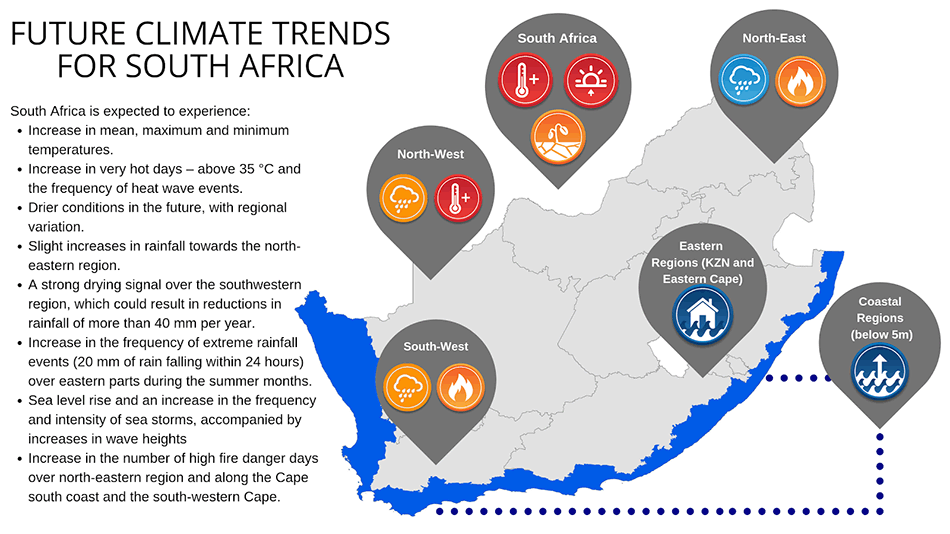 FUTURE CLIMATE TRENDS
FOR SOUTH AFRICA
South Africa is expected to experience:
• Increase in mean, maximum and minimum
temperatures.
• Increase in very hot days – above 35 °C and
the frequency of heat wave events.
• Drier conditions in the future, with regional
variation.
• Slight increases in rainfall towards the north-
eastern region.
• A strong drying signal over the southwestern
region, which could result in reductions in
rainfall of more than 40 mm per year.
• Increase in the frequency of extreme rainfall
events (20 mm of rain falling within 24 hours)
over eastern parts during the summer months.
• Sea level rise and an increase in the frequency
and intensity of sea storms, accompanied by
increases in wave heights
• Increase in the number of high fire danger days
over north-eastern region and along the Cape
south coast and the south-western Cape.
South Africa
North-East
North-West
Eastern
Regions (KZN and
Eastern Cape)
Coastal
Regions
(below 5m)
South-West